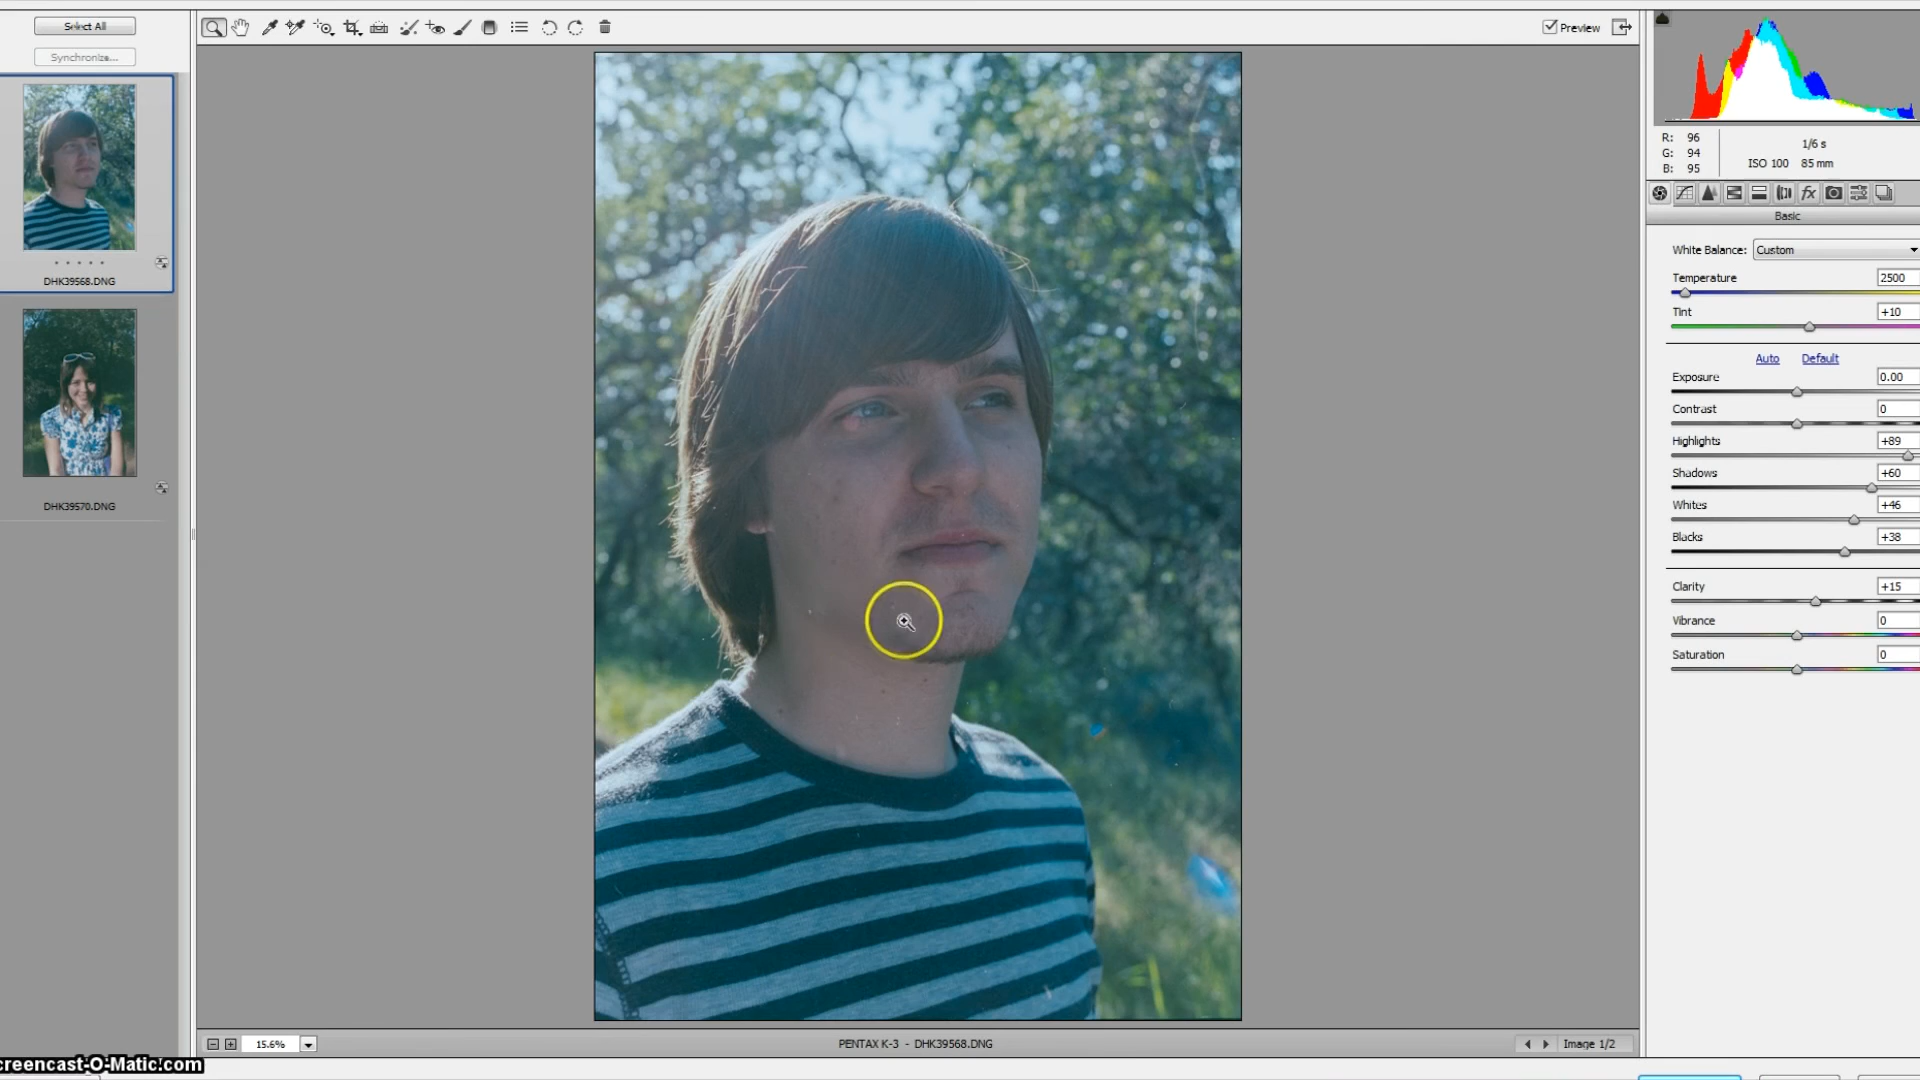 Select All
Synchronize...
DHK39568.DNG
DHK39570.DNG
Preview
R: 96
G: 94
B: 95
1/6 s
ISO 100 85 mm
fx
Basic
White Balance: Custom
Temperature 2500
Tint +10
Auto Default
Exposure 0.00
Contrast 0
Highlights +89
Shadows +60
Whites +46
Blacks +38
Clarity +15
Vibrance 0
Saturation 0
15.6%
PENTAX K-3 - DHK39568.DNG
Image 1/2
creencast-O-Matic.com